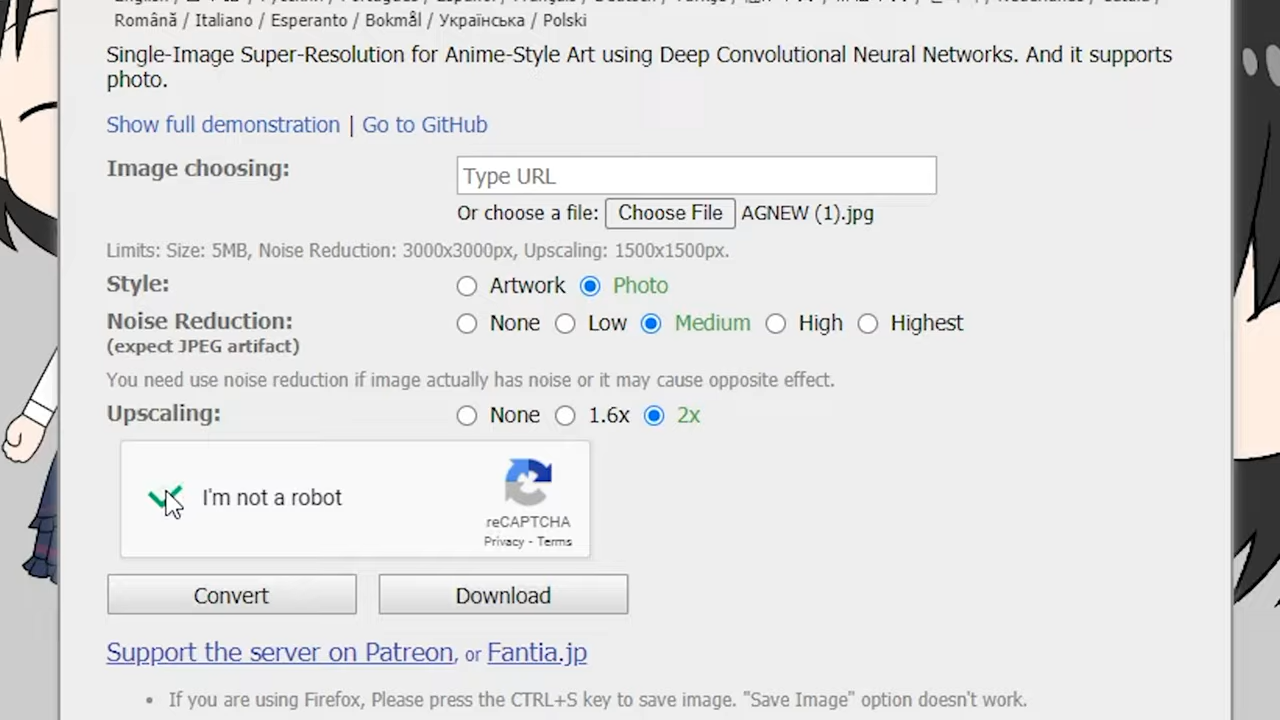 Română / Italiano / Esperanto / Bokmål / Українська / Polski
Single-Image Super-Resolution for Anime-Style Art using Deep Convolutional Neural Networks. And it supports
photo.
Show full demonstration | Go to GitHub
Image choosing:
Type URL
Or choose a file: Choose File AGNEW (1).jpg
Limits: Size: 5MB, Noise Reduction: 3000x3000px, Upscaling: 1500x1500px.
Style: Artwork Photo
Noise Reduction: None Low Medium High Highest
(expect JPEG artifact)
You need use noise reduction if image actually has noise or it may cause opposite effect.
Upscaling: None 1.6x 2x
I'm not a robot
reCAPTCHA
Privacy - Terms
Convert Download
Support the server on Patreon, or Fantia.jp
• If you are using Firefox, Please press the CTRL+S key to save image. "Save Image" option doesn't work.